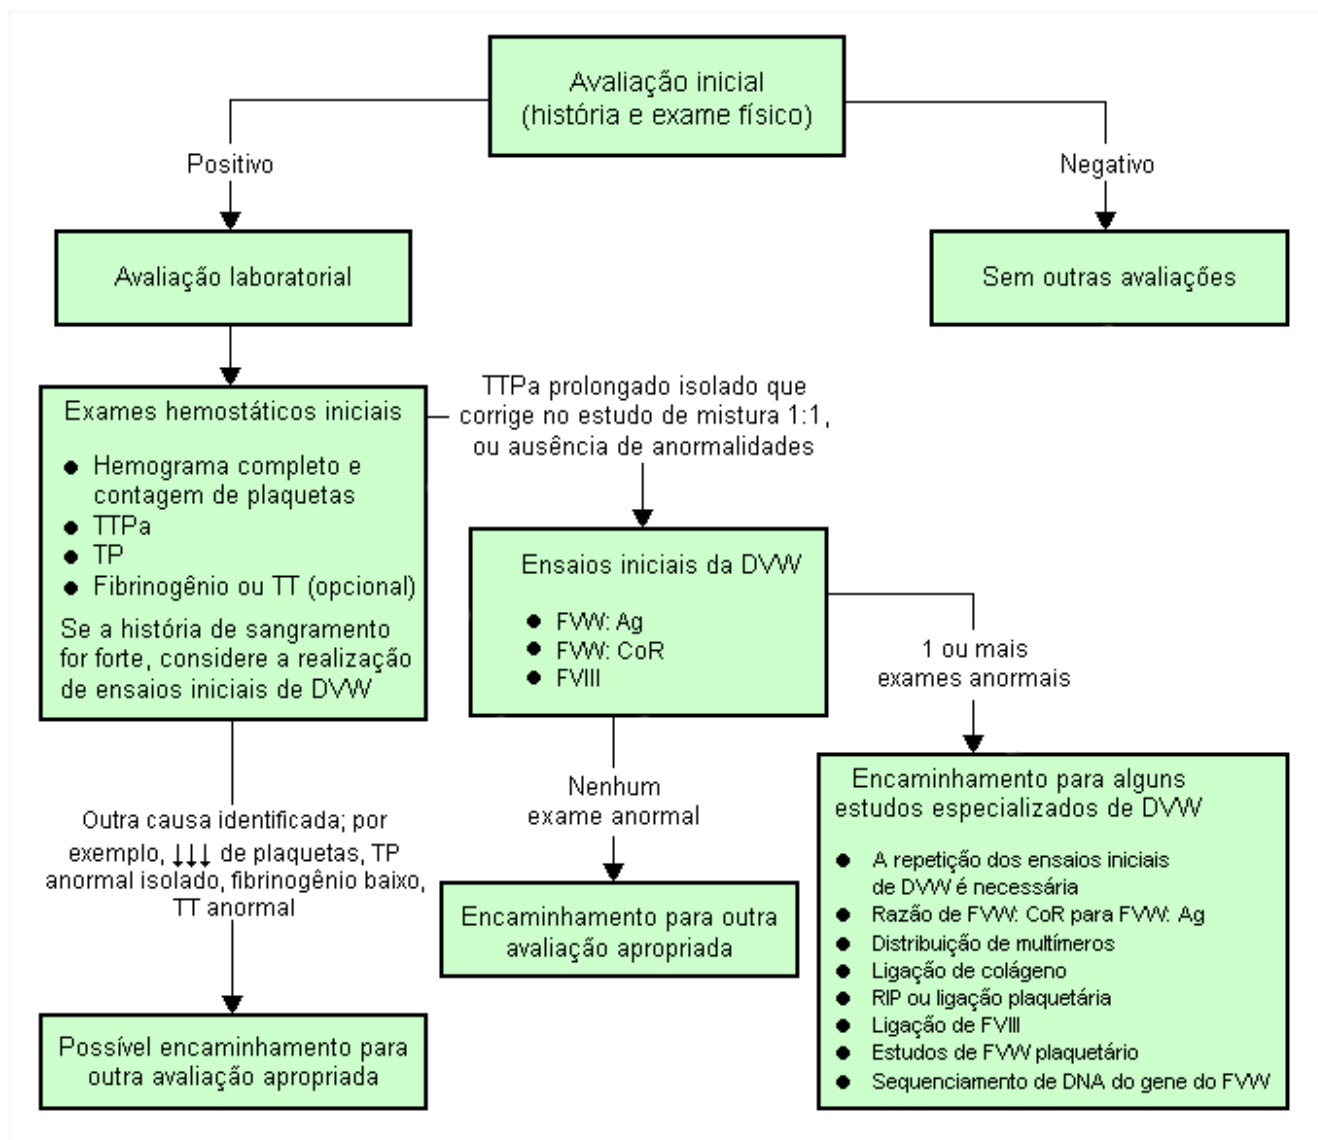 Avaliação inicial
(história e exame físico)
Positivo
Negativo
Avaliação laboratorial
Sem outras avaliações
Exames hemostáticos iniciais
● Hemograma completo e
contagem de plaquetas
● TTPa
● TP
● Fibrinogênio ou TT (opcional)
Se a história de sangramento
for forte, considere a realização
de ensaios iniciais de DVW
TTPa prolongado isolado que
corrige no estudo de mistura 1:1,
ou ausência de anormalidades
Ensaios iniciais da DVW
● FVW: Ag
● FVW: CoR
● FVIII
1 ou mais
exames anormais
Nenhum
exame anormal
Outra causa identificada; por
exemplo, ↓↓↓ de plaquetas, TP
anormal isolado, fibrinogênio baixo,
TT anormal
Encaminhamento para outra
avaliação apropriada
Possível encaminhamento para
outra avaliação apropriada
Encaminhamento para alguns
estudos especializados de DVW
● A repetição dos ensaios iniciais
de DVW é necessária
● Razão de FVW: CoR para FVW: Ag
● Distribuição de multímeros
● Ligação de colágeno
● RIP ou ligação plaquetária
● Ligação de FVIII
● Estudos de FVW plaquetário
● Sequenciamento de DNA do gene do FVW